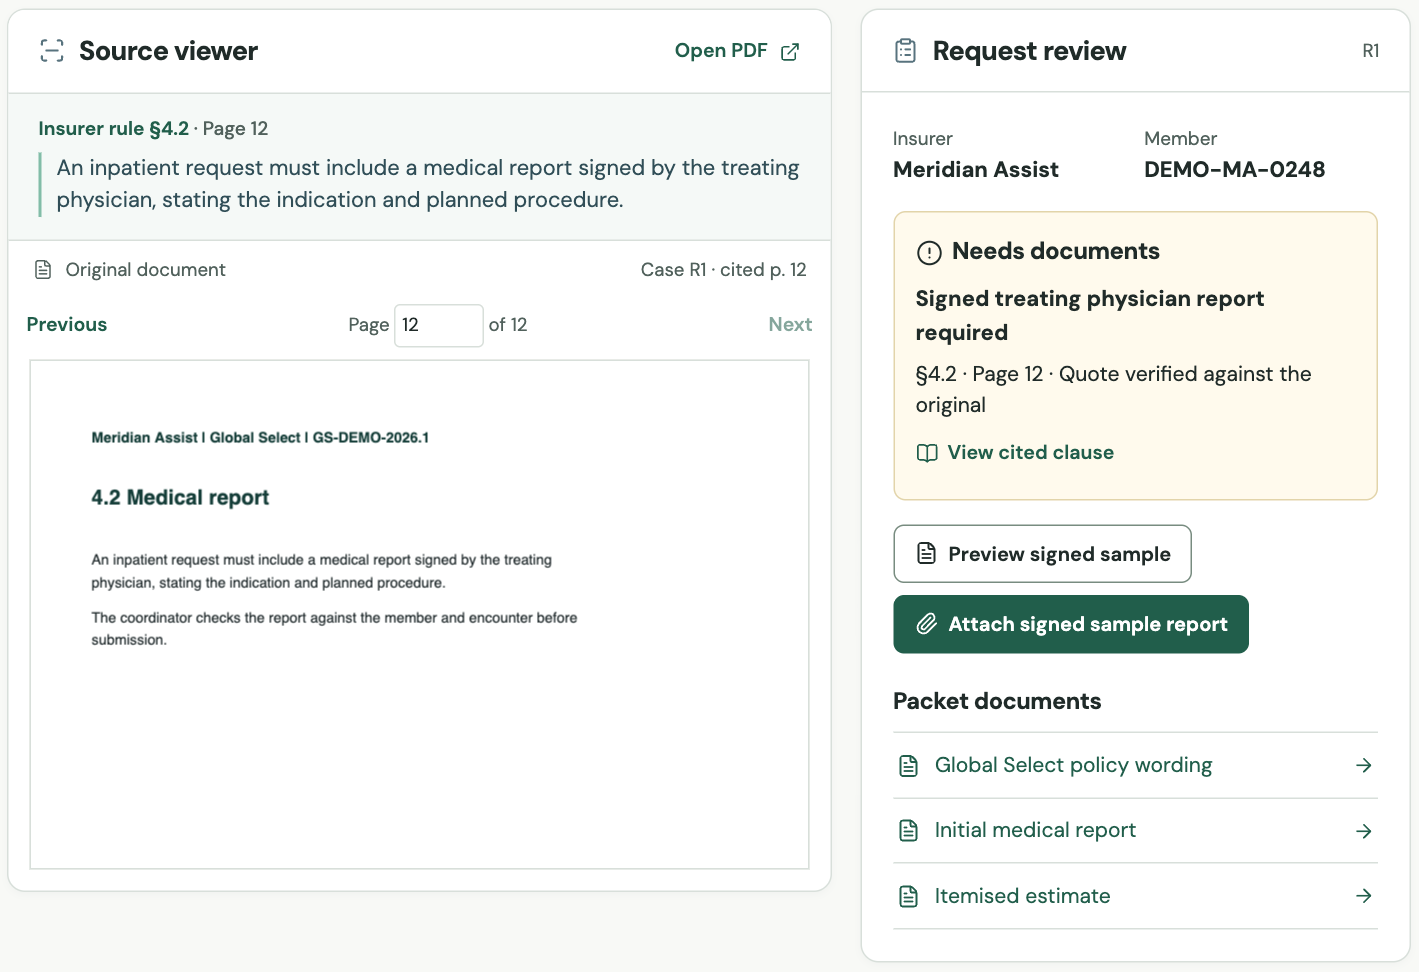 Source viewer
Open PDF
Insurer rule §4.2 · Page 12
An inpatient request must include a medical report signed by the treating
physician, stating the indication and planned procedure.
Original document
Case R1 · cited p. 12
Previous
Page 12 of 12
Next
Meridian Assist | Global Select | GS-DEMO-2026.1
4.2 Medical report
An inpatient request must include a medical report signed by the treating
physician, stating the indication and planned procedure.
The coordinator checks the report against the member and encounter before
submission.
Request review
R1
Insurer
Meridian Assist
Member
DEMO-MA-0248
Needs documents
Signed treating physician report
required
§4.2 · Page 12 · Quote verified against the
original
View cited clause
Preview signed sample
Attach signed sample report
Packet documents
Global Select policy wording
Initial medical report
Itemised estimate